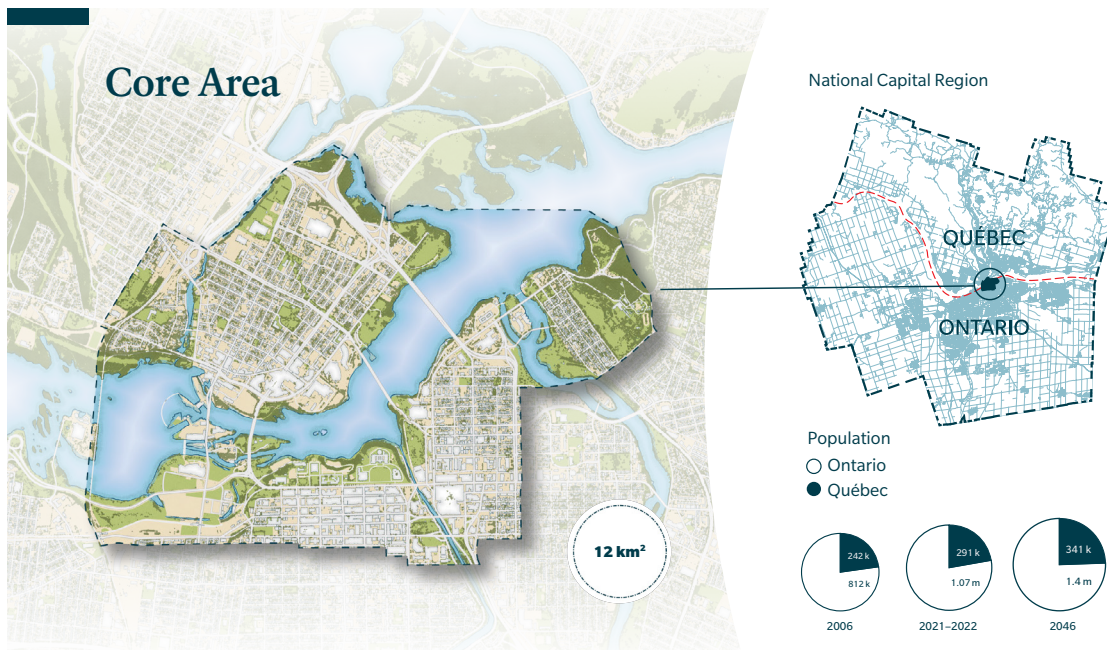 Core Area
12 km²
National Capital Region
QUÉBEC
ONTARIO
Population
Ontario
Québec
242 k
812 k
2006
291 k
1.07 m
2021–2022
341 k
1.4 m
2046